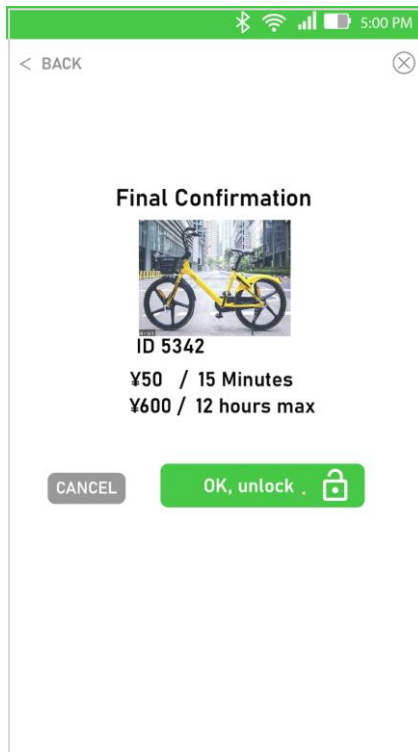 5:00 PM
< BACK
Final Confirmation
ID 5342
¥50 / 15 Minutes
¥600 / 12 hours max
CANCEL
OK, unlock .